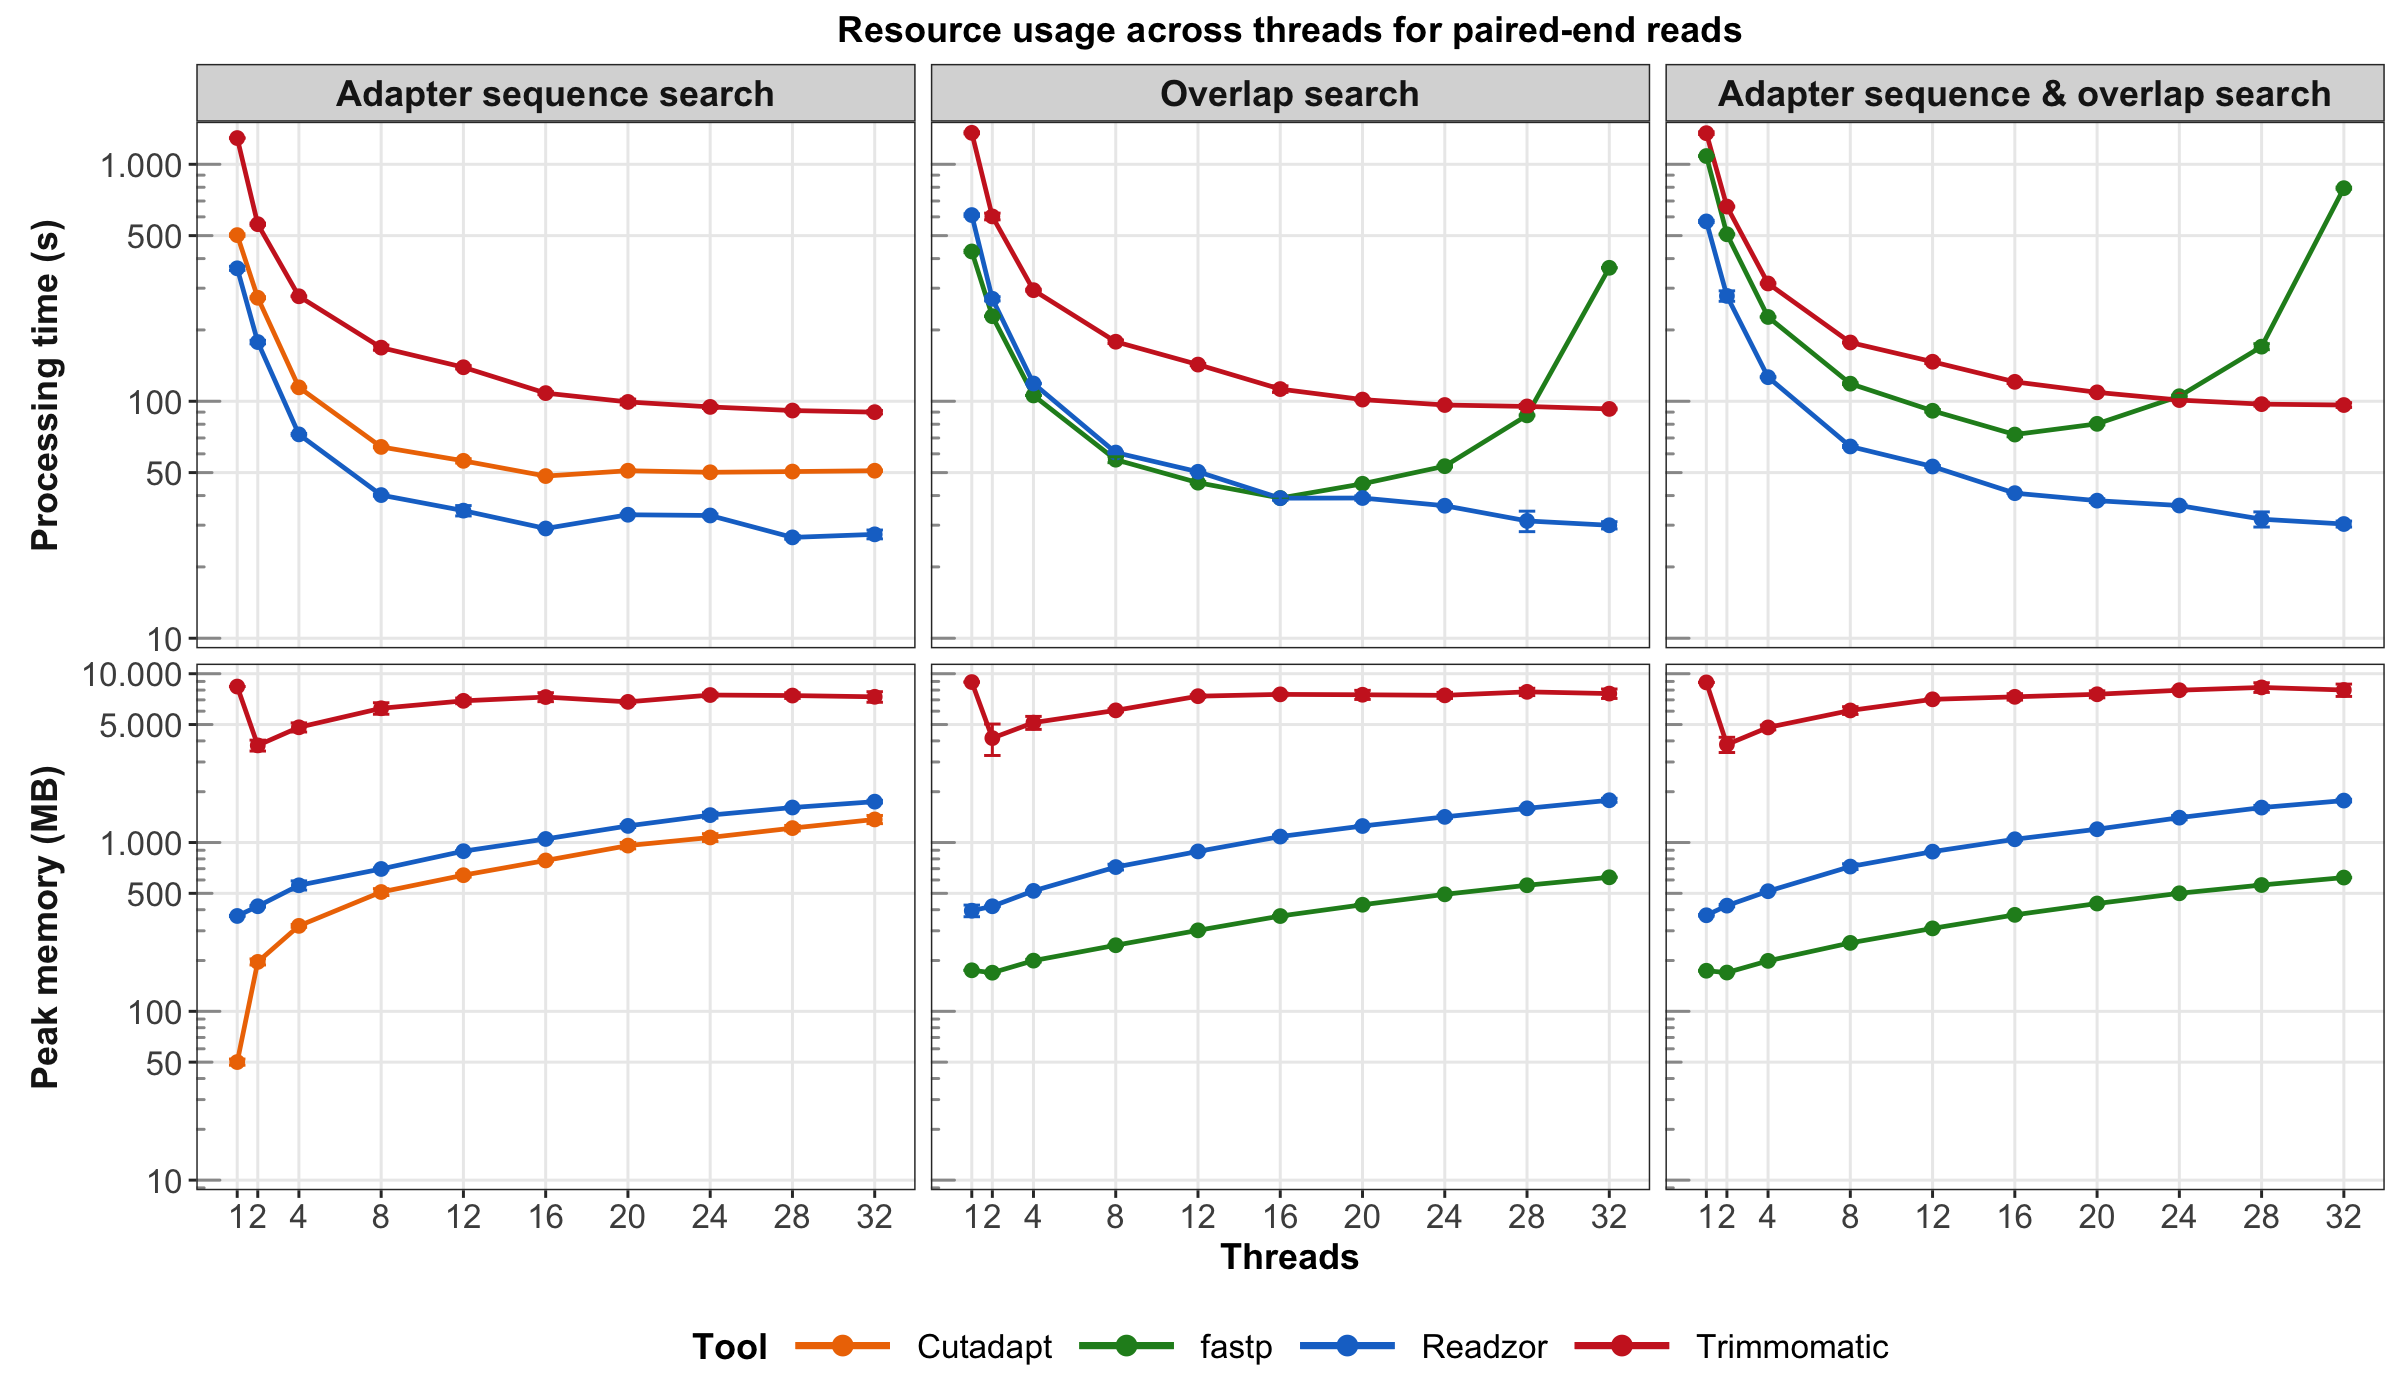 Resource usage across threads for paired-end reads
Adapter sequence search
Overlap search
Adapter sequence & overlap search
Processing time (s)
1.000
500
100
50
10
Peak memory (MB)
10.000
5.000
1.000
500
100
50
10
1 2 4 8 12 16 20 24 28 32
1 2 4 8 12 16 20 24 28 32
1 2 4 8 12 16 20 24 28 32
Threads
Tool Cutadapt fastp Readzor Trimmomatic